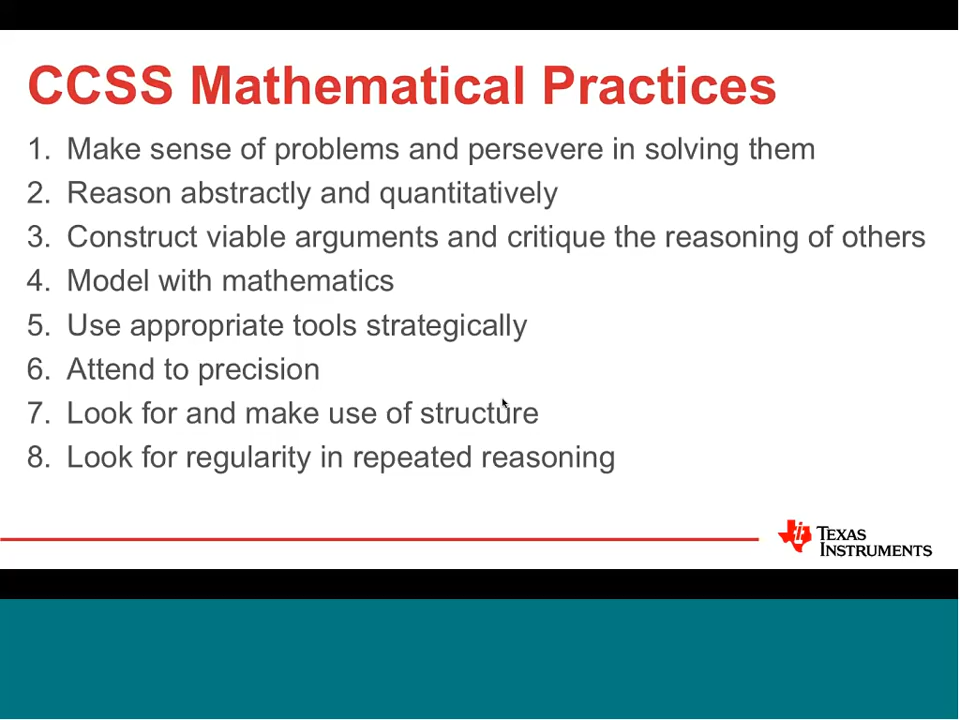 CCSS Mathematical Practices
1. Make sense of problems and persevere in solving them
2. Reason abstractly and quantitatively
3. Construct viable arguments and critique the reasoning of others
4. Model with mathematics
5. Use appropriate tools strategically
6. Attend to precision
7. Look for and make use of structure
8. Look for regularity in repeated reasoning
TEXAS
INSTRUMENTS